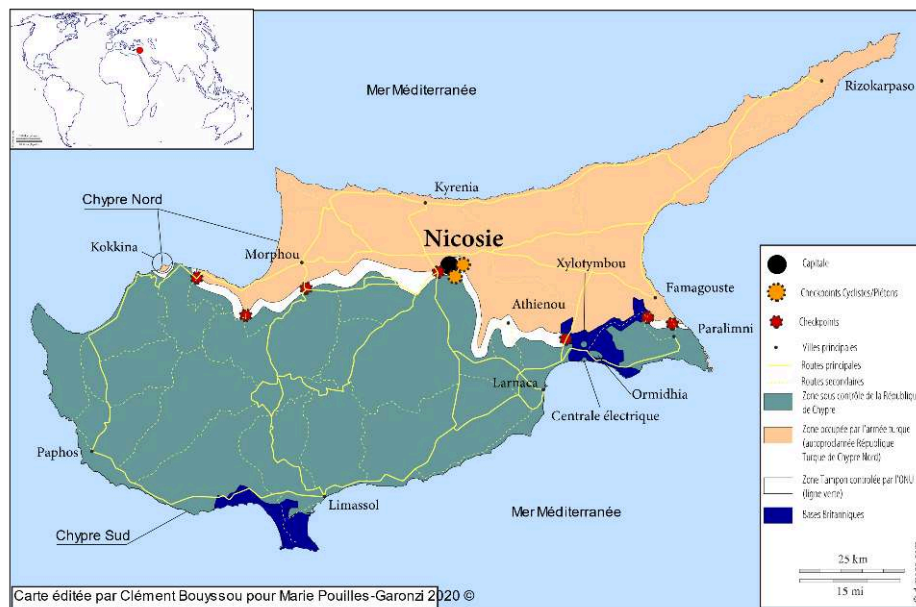 Mer Méditerranée
Rizokarpaso
Kyrenia
Chypre Nord
Nicosie
Kokkina
Morphou
Xylotymbou
Famagouste
Athienou
Paralimni
Larnaca
Ormidhia
Centrale électrique
Paphos
Limassol
Chypre Sud
Mer Méditerranée
Capitale
Checkpoints Cyclistes/Piétons
Checkpoints
Villes principales
Routes principales
Routes secondaires
Zone sous contrôle de la République
de Chypre
Zone occupée par l'armée turque
(autoproclamée République
Turque de Chypre Nord)
Zone Tampon controlée par l'ONU
(ligne verte)
Bases Britanniques
25 km
15 mi
Carte éditée par Clément Bouyssou pour Marie Pouilles-Garonzi 2020 ©